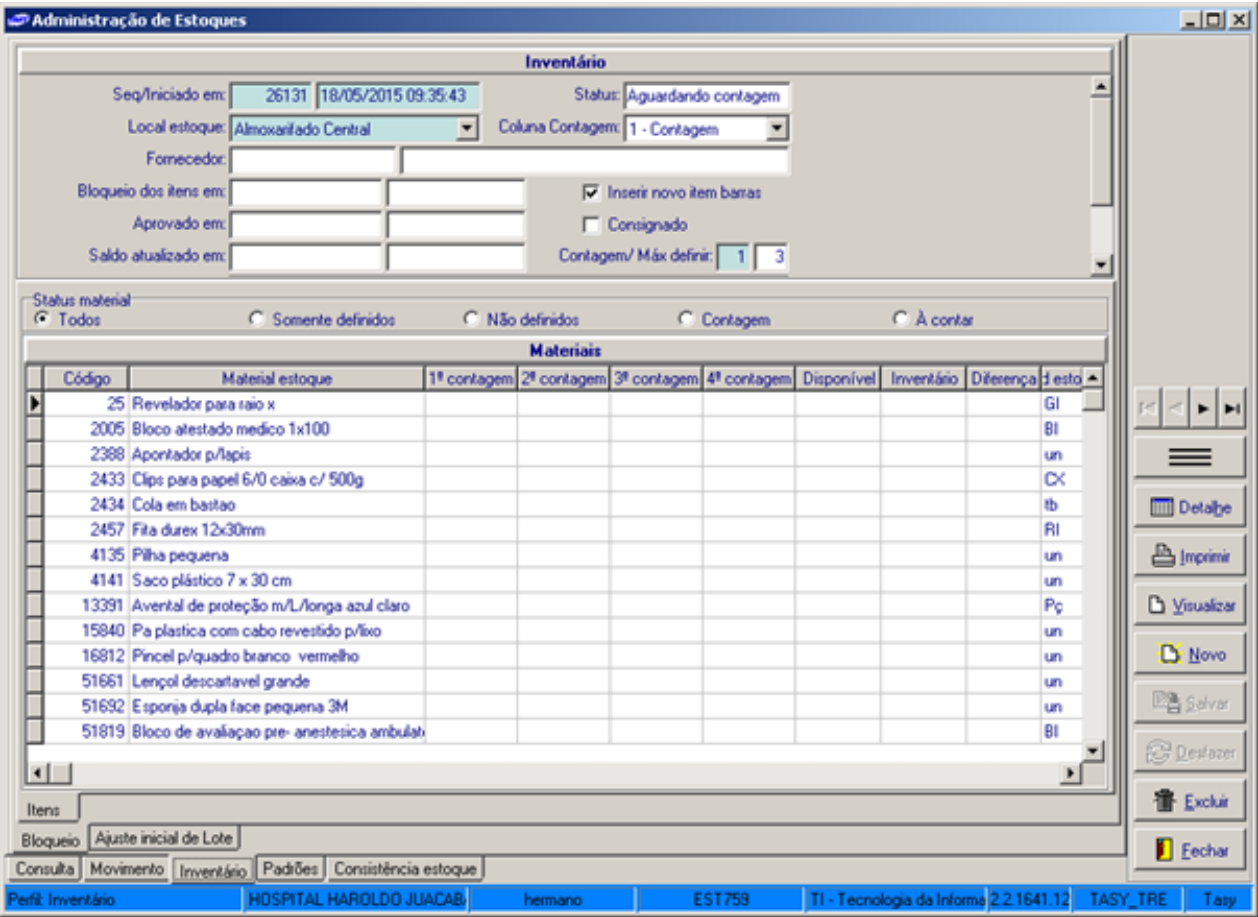 Administração de Estoques
Inventário
Seq/Iniciado em: 26131 18/05/2015 09:35:43 Status: Aguardando contagem
Local estoque: Almoxarifado Central Coluna Contagem: 1 - Contagem
Fornecedor:
Bloqueio dos itens em: Inserir novo item barras
Aprovado em: Consignado
Saldo atualizado em: Contagem/ Máx definir: 1 3
Status material
Todos Somente definidos Não definidos Contagem À contar
Materiais
Código Material estoque 1ª contagem 2ª contagem 3ª contagem 4ª contagem Disponível Inventário Diferença d esto
25 Revelador para raio x Gl
2005 Bloco atestado medico 1x100 Bl
2388 Apontador p/lapis un
2433 Clips para papel 6/0 caixa c/ 500g CX
2434 Cola em bastao tb
2457 Fita durex 12x30mm Rl
4135 Pilha pequena un
4141 Saco plástico 7 x 30 cm un
13391 Avental de proteção m/L/longa azul claro Pç
15840 Pa plastica com cabo revestido p/lixo un
16812 Pincel p/quadro branco vermelho un
51661 Lençol descartavel grande un
51692 Esponja dupla face pequena 3M un
51819 Bloco de avaliaçao pre- anestesica ambulat Bl
Detalhe
Imprimir
Visualizar
Novo
Salvar
Desfazer
Excluir
Fechar
Itens
Bloqueio Ajuste inicial de Lote
Consulta Movimento Inventário Padrões Consistência estoque
Perfil: Inventário HOSPITAL HAROLDO JUACAB hermano EST759 TI - Tecnologia da Informa 2.2.1641.12 TASY_TRE Tasy